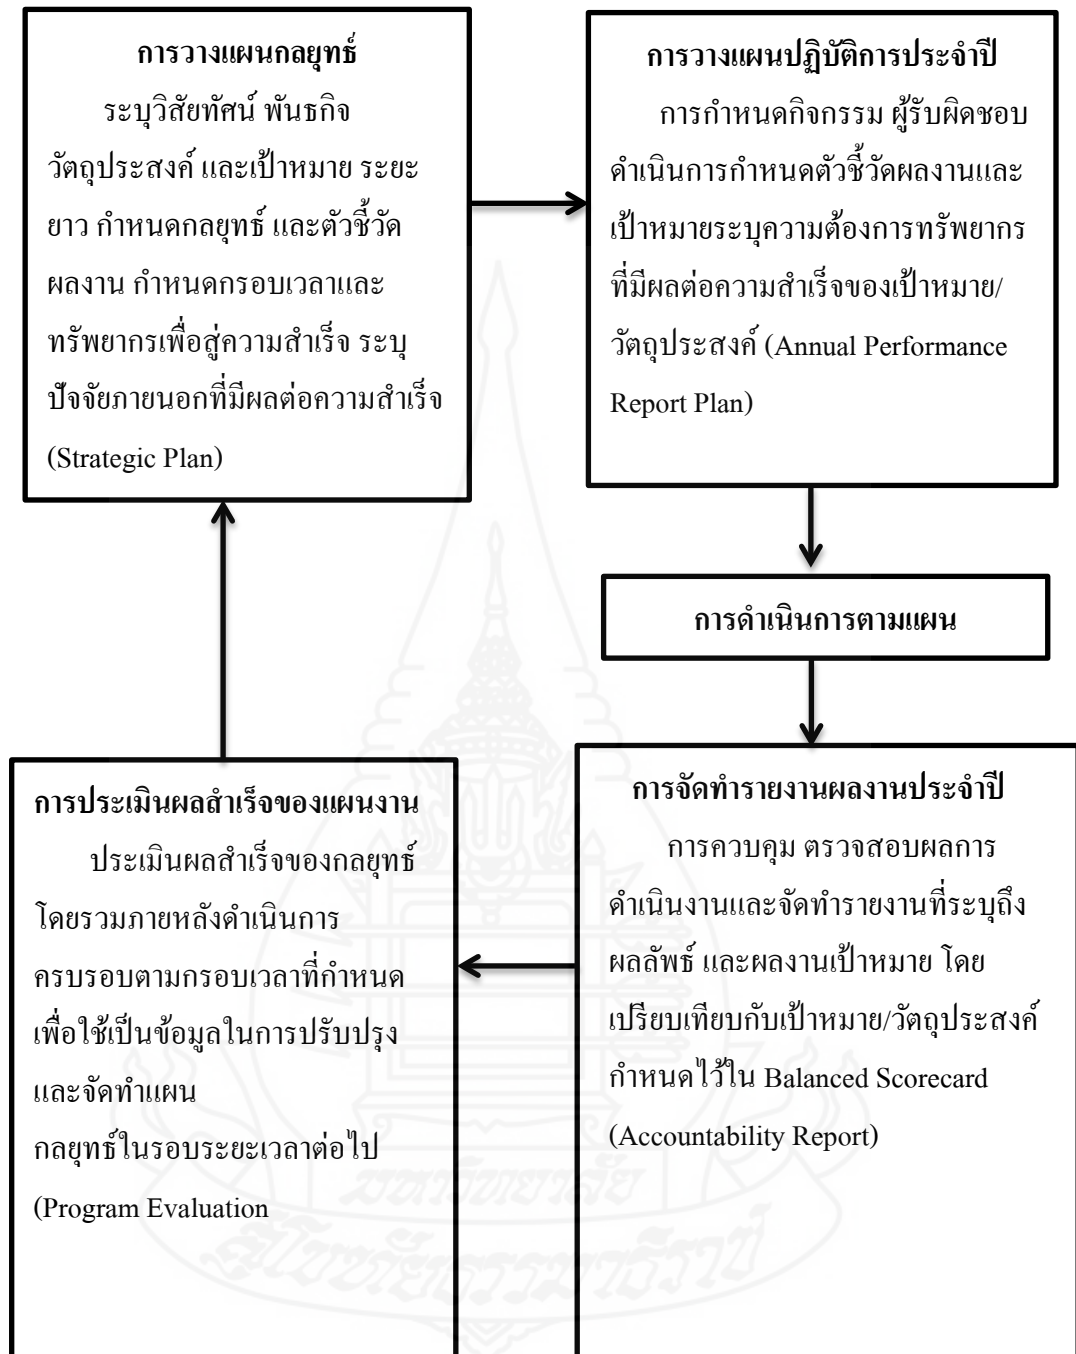 การวางแผนกลยุทธ์
ระบุวิสัยทัศน์ พันธกิจ
วัตถุประสงค์ และเป้าหมาย ระยะ
ยาว กำหนดกลยุทธ์ และตัวชี้วัด
ผลงาน กำหนดกรอบเวลาและ
ทรัพยากรเพื่อสู่ความสำเร็จ ระบุ
ปัจจัยภายนอกที่มีผลต่อความสำเร็จ
(Strategic Plan)
การวางแผนปฏิบัติการประจำปี
การกำหนดกิจกรรม ผู้รับผิดชอบ
ดำเนินการกำหนดตัวชี้วัดผลงานและ
เป้าหมายระบุความต้องการทรัพยากร
ที่มีผลต่อความสำเร็จของเป้าหมาย/
วัตถุประสงค์ (Annual Performance
Report Plan)
การดำเนินการตามแผน
การจัดทำรายงานผลงานประจำปี
การควบคุม ตรวจสอบผลการ
ดำเนินงานและจัดทำรายงานที่ระบุถึง
ผลลัพธ์ และผลงานเป้าหมาย โดย
เปรียบเทียบกับเป้าหมาย/วัตถุประสงค์
กำหนดไว้ใน Balanced Scorecard
(Accountability Report)
การประเมินผลสำเร็จของแผนงาน
ประเมินผลสำเร็จของกลยุทธ์
โดยรวมภายหลังดำเนินการ
ครบรอบตามกรอบเวลาที่กำหนด
เพื่อใช้เป็นข้อมูลในการปรับปรุง
และจัดทำแผน
กลยุทธ์ในรอบระยะเวลาต่อไป
(Program Evaluation
มหาวิทยาลัย
สุโขทัยธรรมาธิราช